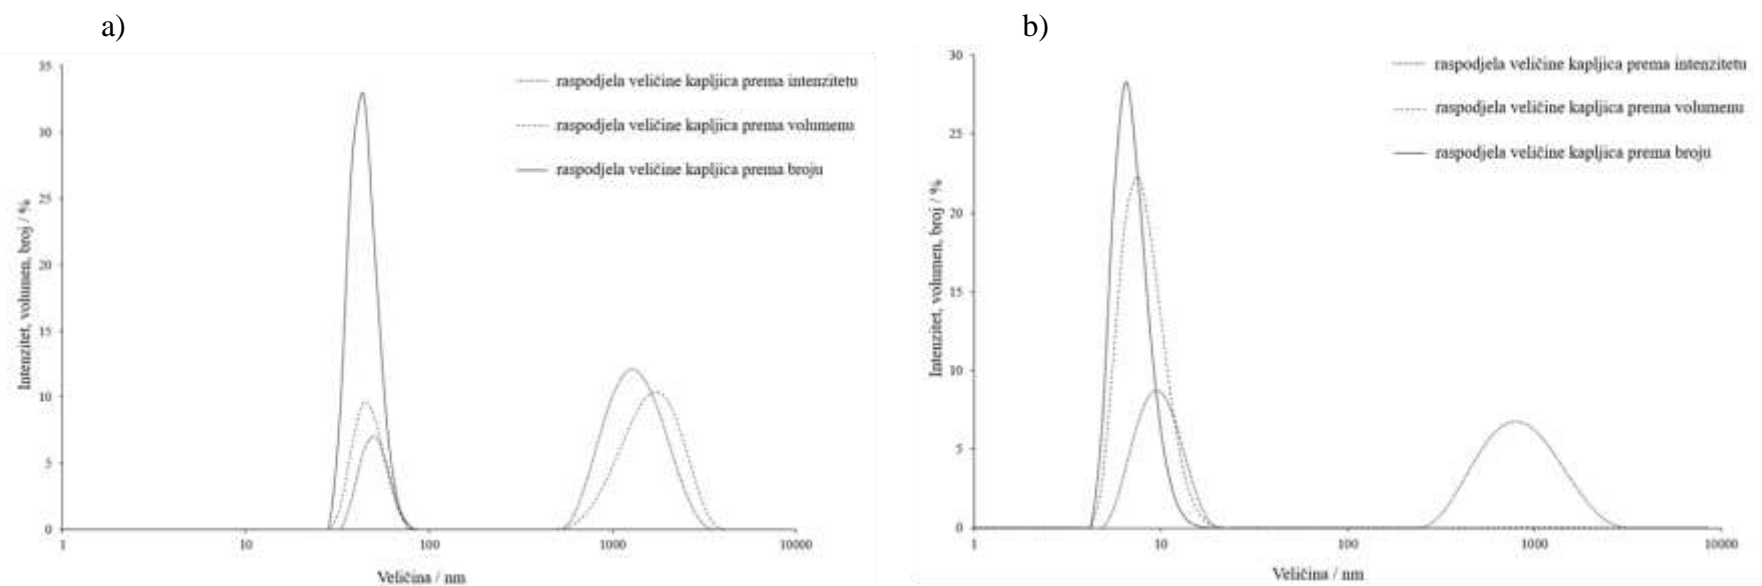 a)
35
30
25
20
15
10
5
0
Intenzitet, volumen, broj / %
raspodjela veličine kapljica prema intenzitetu
raspodjela veličine kapljica prema volumenu
raspodjela veličine kapljica prema broju
1 10 100 1000 10000
Veličina / nm
b)
30
25
20
15
10
5
0
Intenzitet, volumen, broj / %
raspodjela veličine kapljica prema intenzitetu
raspodjela veličine kapljica prema volumenu
raspodjela veličine kapljica prema broju
1 10 100 1000 10000
Veličina / nm